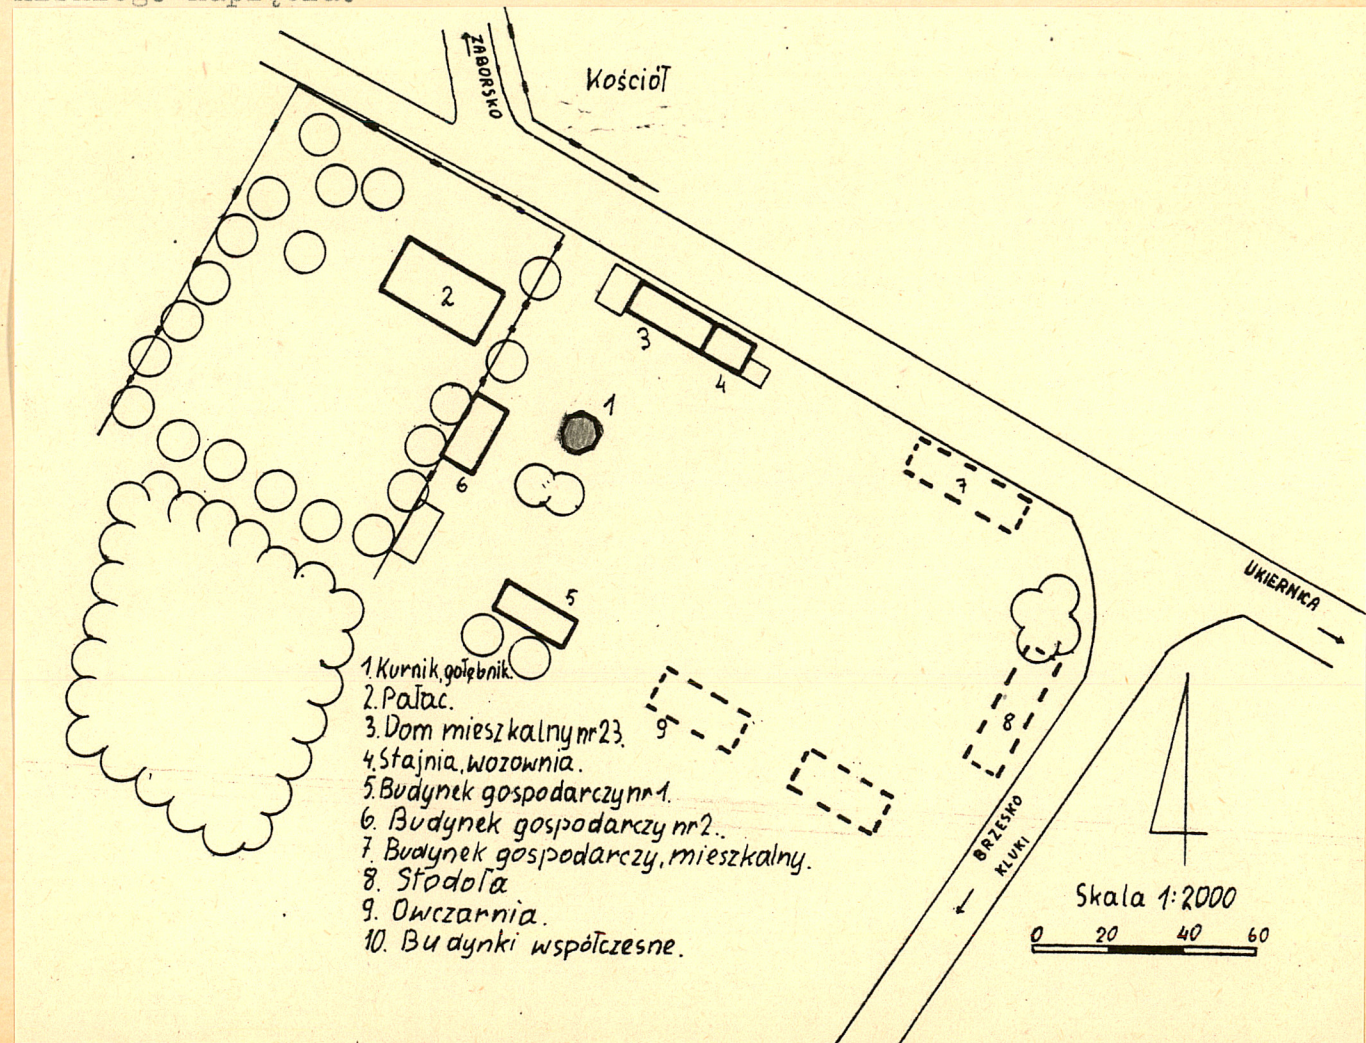 Kościół
ZABORSKO
2
3
4
1
6
7
5
UKIERNICA
9
8
1. Kurnik, gołębnik.
2. Pałac.
3. Dom mieszkalny nr 23.
4. Stajnia, wozownia.
5. Budynek gospodarczy nr 1.
6. Budynek gospodarczy nr 2.
7. Budynek gospodarczy, mieszkalny.
8. Stodoła
9. Owczarnia.
10. Budynki współczesne.
BRZESKO
KLUKI
Skala 1:2000
0 20 40 60